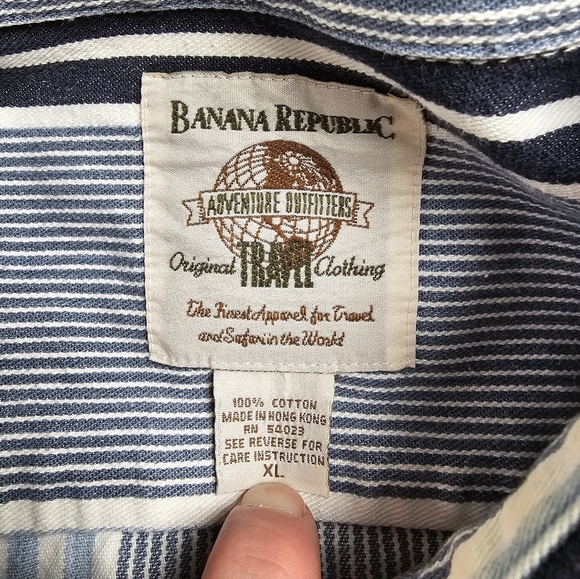 BANANA REPUBLIC
ADVENTURE OUTFITTERS
Original TRAVEL Clothing
The Finest Apparel for Travel
and Safari in the World
100% COTTON
MADE IN HONG KONG
RN 54023
SEE REVERSE FOR
CARE INSTRUCTION
XL